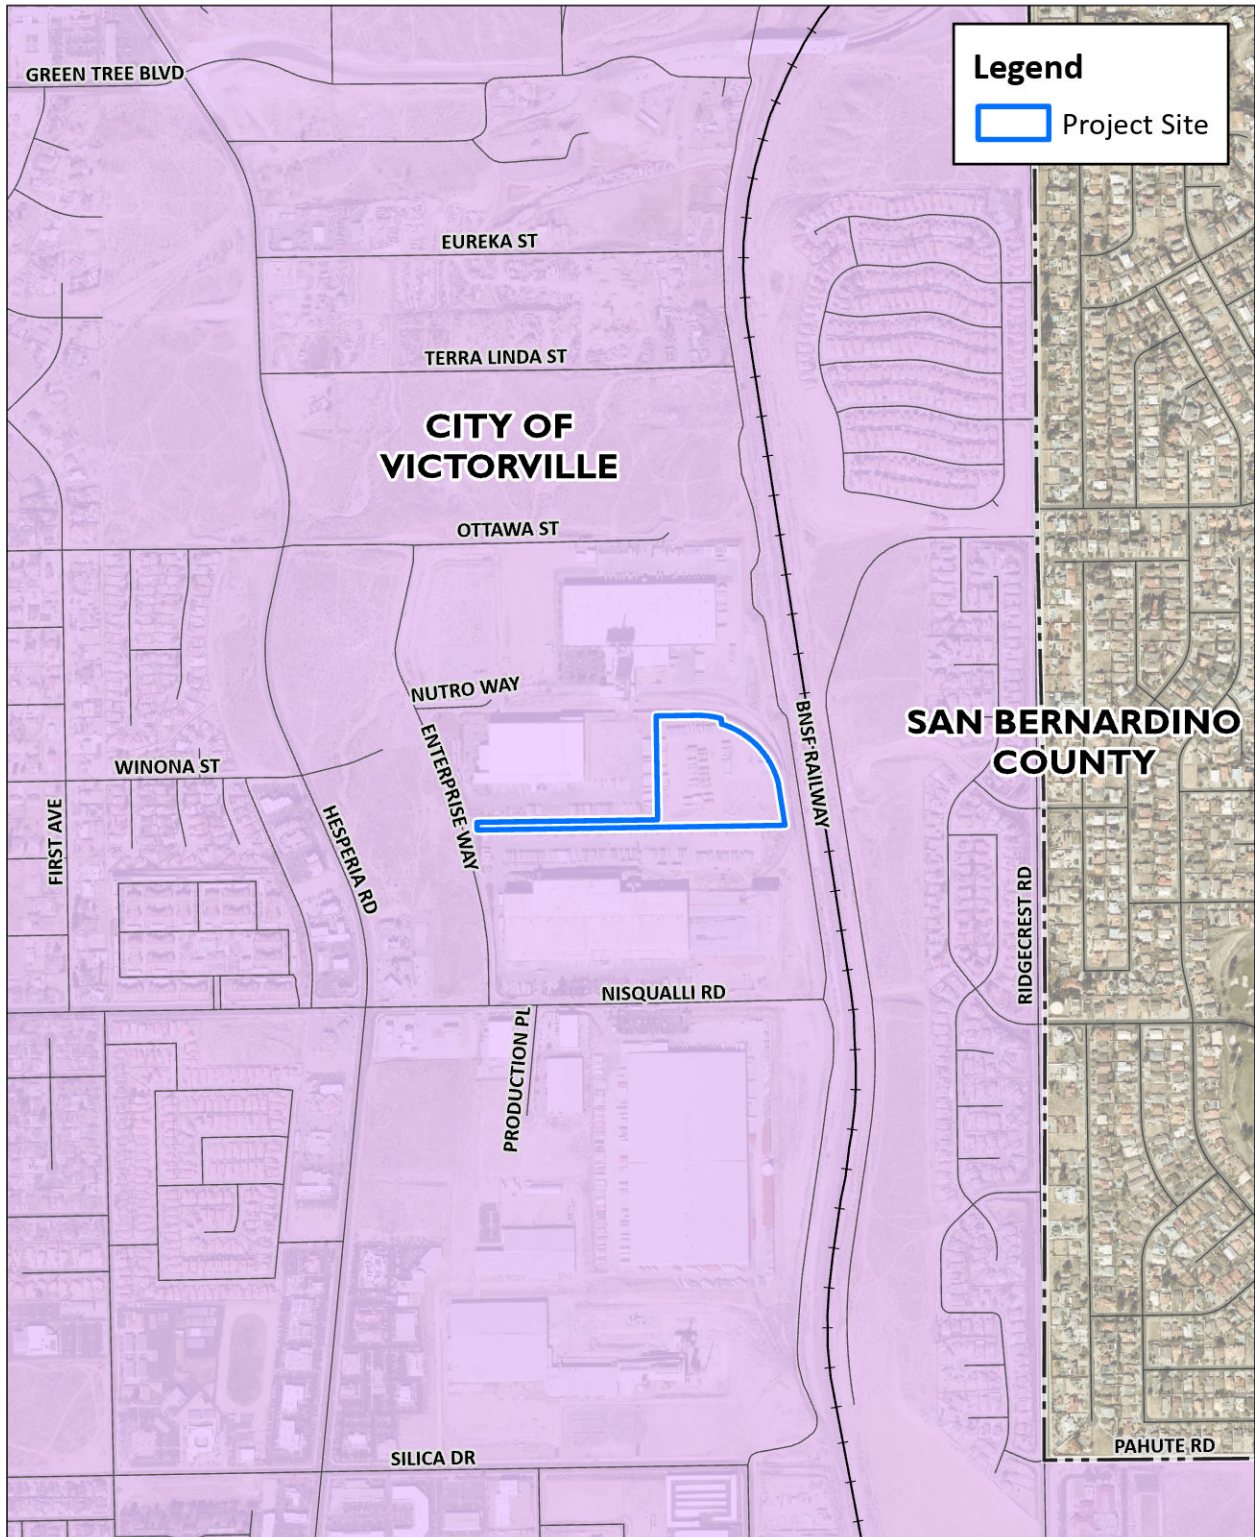 Legend
Project Site
GREEN TREE BLVD
EUREKA ST
TERRA LINDA ST
CITY OF
VICTORVILLE
OTTAWA ST
NUTRO WAY
ENTERPRISE WAY
BNSF RAILWAY
SAN BERNARDINO
COUNTY
WINONA ST
FIRST AVE
HESPERIA RD
RIDGECREST RD
NISQUALLI RD
PRODUCTION PL
PAHUTE RD
SILICA DR